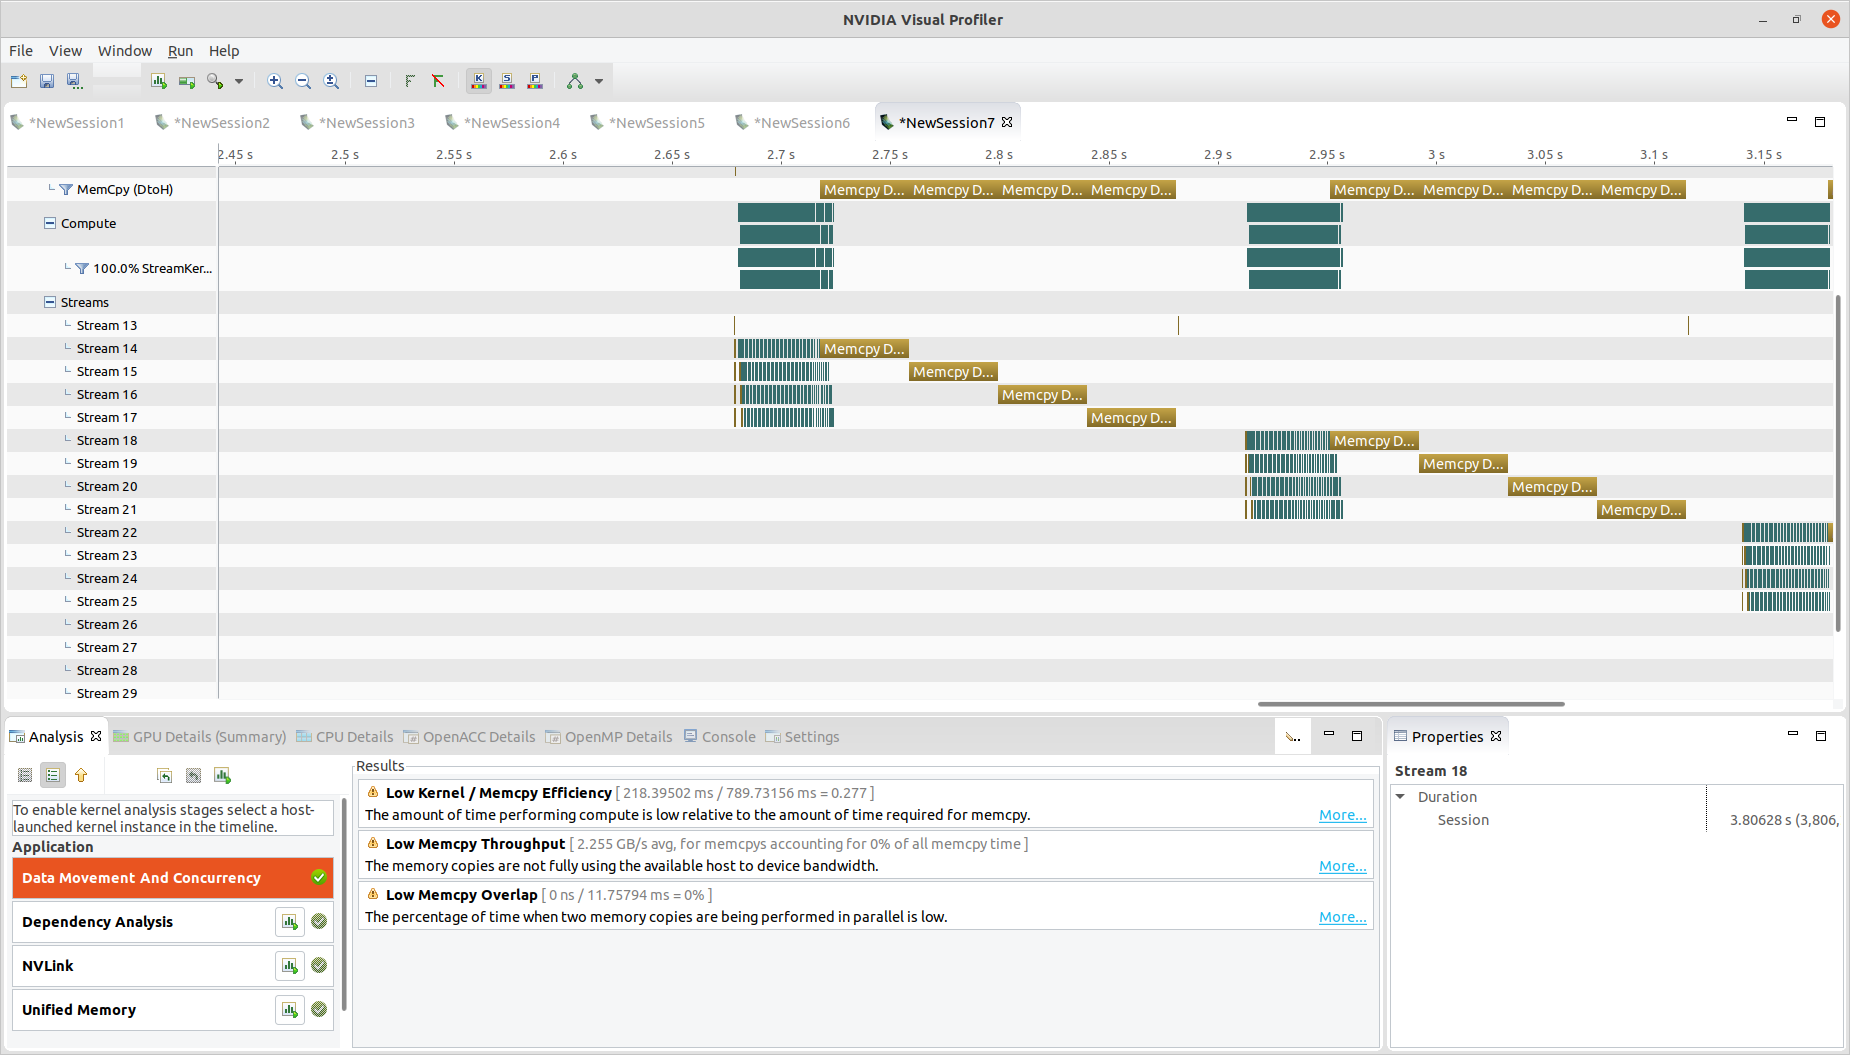 NVIDIA Visual Profiler
File View Window Run Help
*NewSession1 *NewSession2 *NewSession3 *NewSession4 *NewSession5 *NewSession6 *NewSession7
2.45 s 2.5 s 2.55 s 2.6 s 2.65 s 2.7 s 2.75 s 2.8 s 2.85 s 2.9 s 2.95 s 3 s 3.05 s 3.1 s 3.15 s
MemCpy (DtoH) Memcpy D... Memcpy D... Memcpy D... Memcpy D... Memcpy D... Memcpy D... Memcpy D... Memcpy D...
Compute
100.0% StreamKer...
Streams
Stream 13
Stream 14 Memcpy D...
Stream 15 Memcpy D...
Stream 16 Memcpy D...
Stream 17 Memcpy D...
Stream 18 Memcpy D...
Stream 19 Memcpy D...
Stream 20 Memcpy D...
Stream 21 Memcpy D...
Stream 22
Stream 23
Stream 24
Stream 25
Stream 26
Stream 27
Stream 28
Stream 29
Analysis GPU Details (Summary) CPU Details OpenACC Details OpenMP Details Console Settings
To enable kernel analysis stages select a host-
launched kernel instance in the timeline.
Application
Data Movement And Concurrency
Dependency Analysis
NVLink
Unified Memory
Results
Low Kernel / Memcpy Efficiency [ 218.39502 ms / 789.73156 ms = 0.277 ]
The amount of time performing compute is low relative to the amount of time required for memcpy. More...
Low Memcpy Throughput [ 2.255 GB/s avg, for memcpys accounting for 0% of all memcpy time ]
The memory copies are not fully using the available host to device bandwidth. More...
Low Memcpy Overlap [ 0 ns / 11.75794 ms = 0% ]
The percentage of time when two memory copies are being performed in parallel is low. More...
Properties
Stream 18
Duration
Session 3.80628 s (3,806,